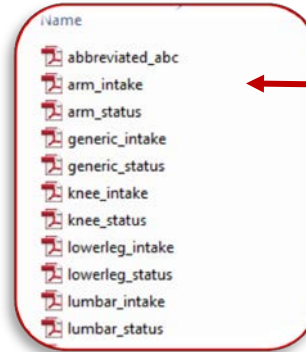 Name
abbreviated_abc
arm_intake
arm_status
generic_intake
generic_status
knee_intake
knee_status
lowerleg_intake
lowerleg_status
lumbar_intake
lumbar_status